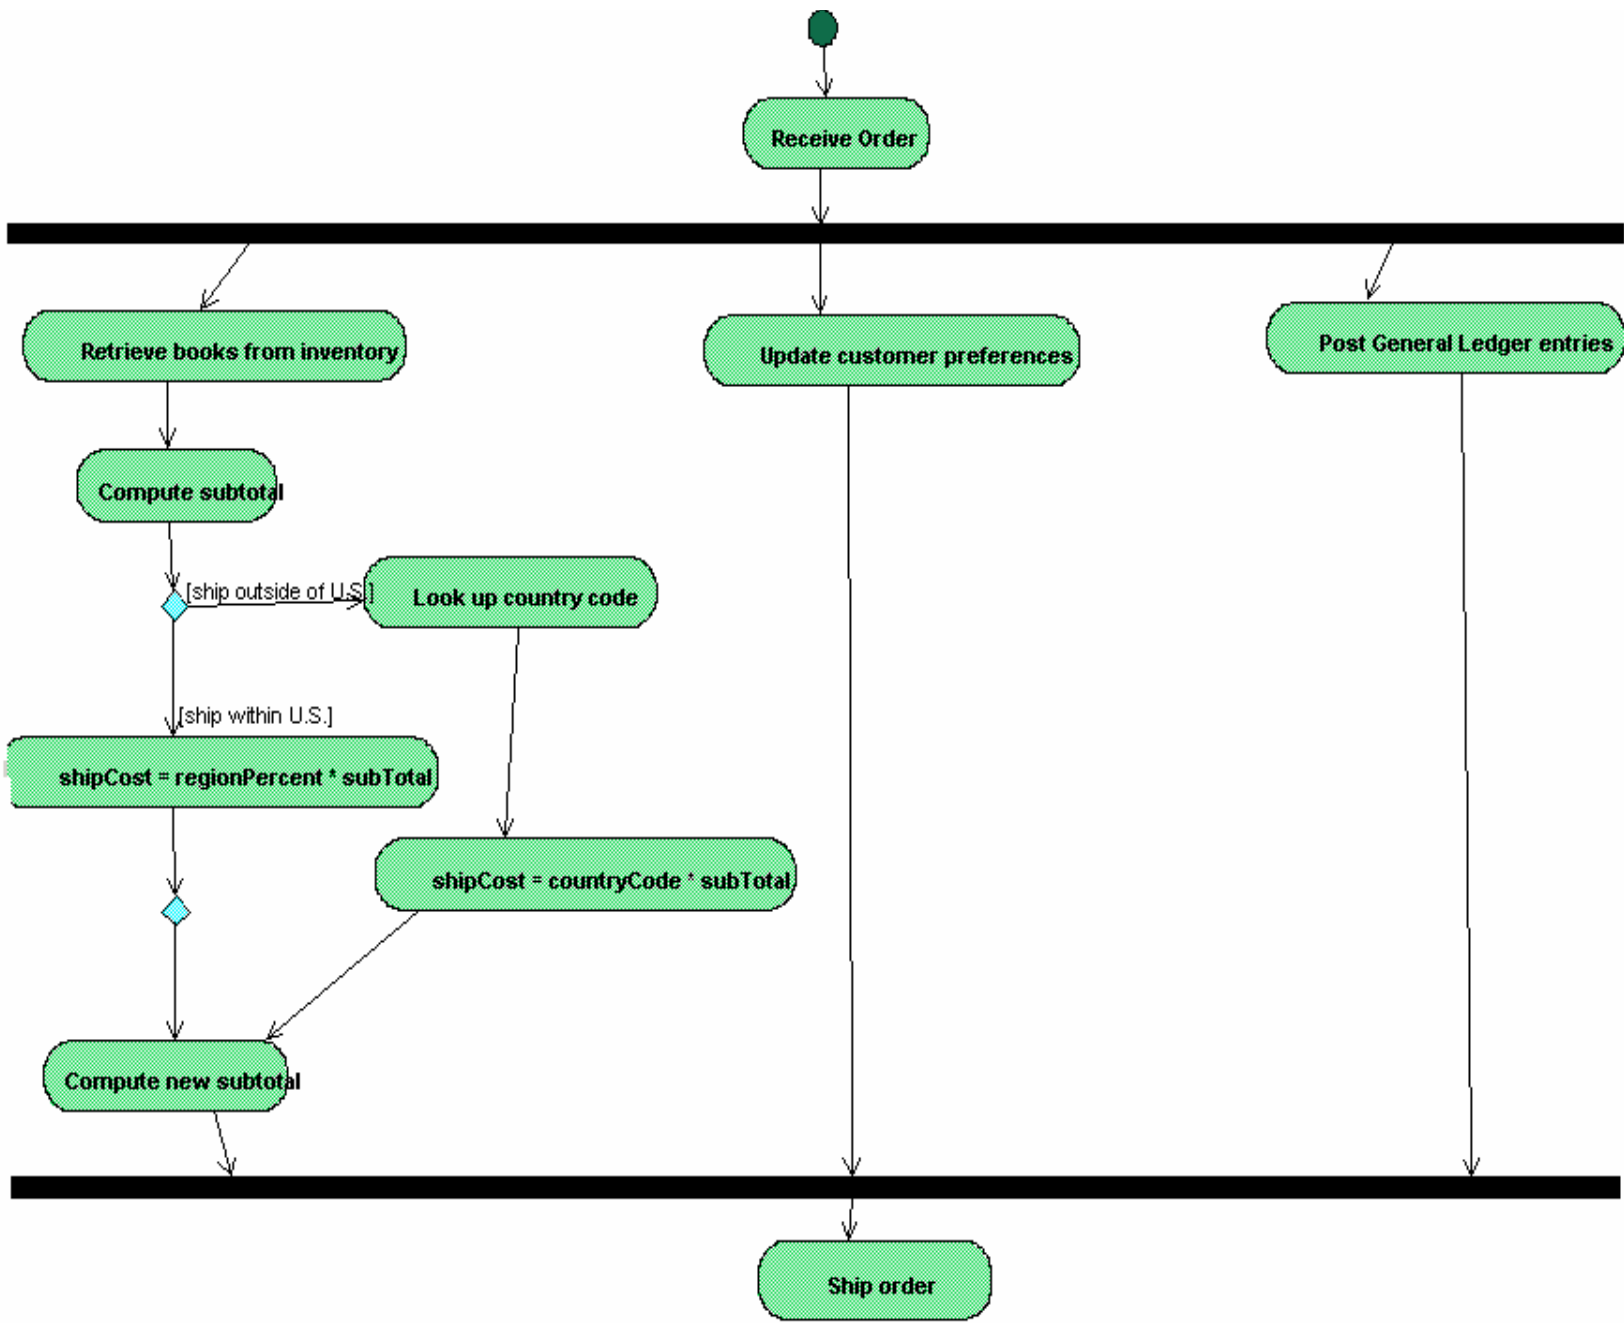 Receive Order
Retrieve books from inventory
Update customer preferences
Post General Ledger entries
Compute subtotal
[ship outside of U.S.]
Look up country code
[ship within U.S.]
shipCost = regionPercent * subTotal
shipCost = countryCode * subTotal
Compute new subtotal
Ship order